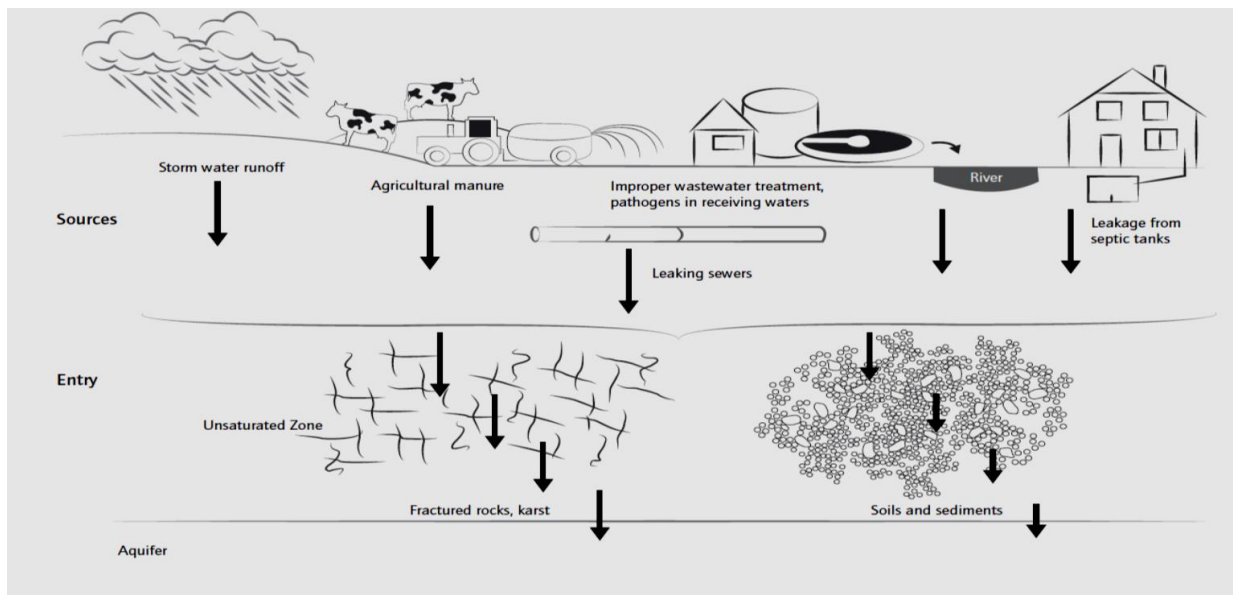 Storm water runoff
Agricultural manure
Improper wastewater treatment,
pathogens in receiving waters
River
Sources
Leakage from
septic tanks
Leaking sewers
Entry
Unsaturated Zone
Fractured rocks, karst
Soils and sediments
Aquifer